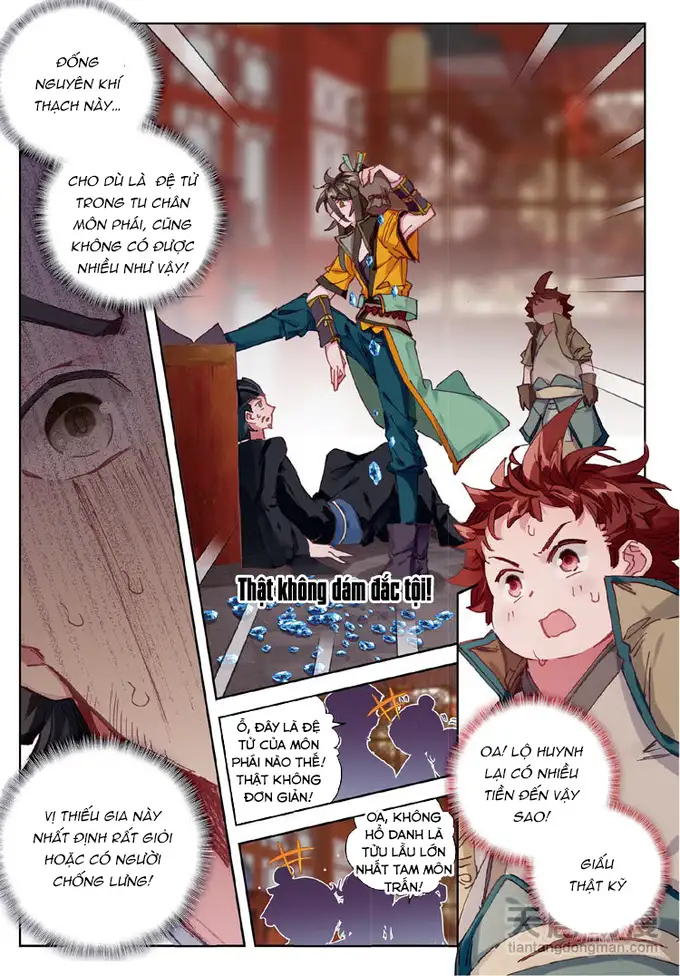 ĐỐNG
NGUYÊN KHÍ
THẠCH NÀY...
CHO DÙ LÀ ĐỆ TỬ
TRONG TU CHÂN
MÔN PHÁI, CŨNG
KHÔNG CÓ ĐƯỢC
NHIỀU NHƯ VẬY!
Thật không dám đắc tội!
Ồ, ĐÂY LÀ ĐỆ
TỬ CỦA MÔN
PHÁI NÀO THẾ!
THẬT KHÔNG
ĐƠN GIẢN!
OA! LỘ HUYNH
LẠI CÓ NHIỀU
TIỀN ĐẾN VẬY
SAO!
GIẤU
THẬT KỸ
VỊ THIẾU GIA NÀY
NHẤT ĐỊNH RẤT GIỎI
HOẶC CÓ NGƯỜI
CHỐNG LƯNG!
OA, KHÔNG
HỔ DANH LÀ
TỬU LẦU LỚN
NHẤT TAM MÔN
TRẤN!
tiantangdongman.com